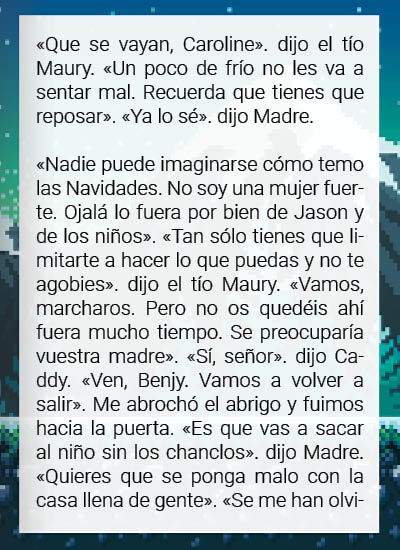 «Que se vayan, Caroline». dijo el tío
Maury. «Un poco de frío no les va a
sentar mal. Recuerda que tienes que
reposar». «Ya lo sé». dijo Madre.

«Nadie puede imaginarse cómo temo
las Navidades. No soy una mujer fuer-
te. Ojalá lo fuera por bien de Jason y
de los niños». «Tan sólo tienes que li-
mitarte a hacer lo que puedas y no te
agobies». dijo el tío Maury. «Vamos,
marcharos. Pero no os quedéis ahí
fuera mucho tiempo. Se preocuparía
vuestra madre». «Sí, señor». dijo Ca-
ddy. «Ven, Benjy. Vamos a volver a
salir». Me abrochó el abrigo y fuimos
hacia la puerta. «Es que vas a sacar
al niño sin los chanclos». dijo Madre.
«Quieres que se ponga malo con la
casa llena de gente». «Se me han olvi-